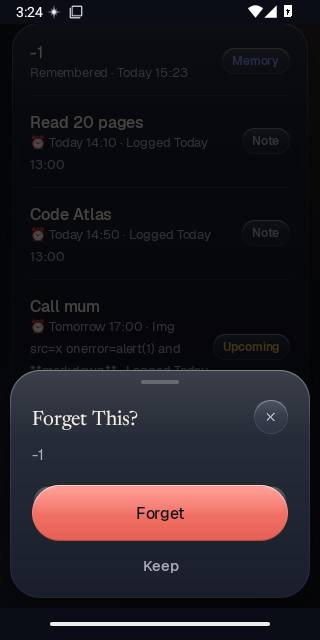 3:24
-1
Remembered · Today 15:23
Memory
Read 20 pages
⏰ Today 14:10 · Logged Today
13:00
Note
Code Atlas
⏰ Today 14:50 · Logged Today
13:00
Note
Call mum
⏰ Tomorrow 17:00 · Img
src=x onerror=alert(1) and
**markdown** · Logged Today
Upcoming
Forget This?
-1
Forget
Keep